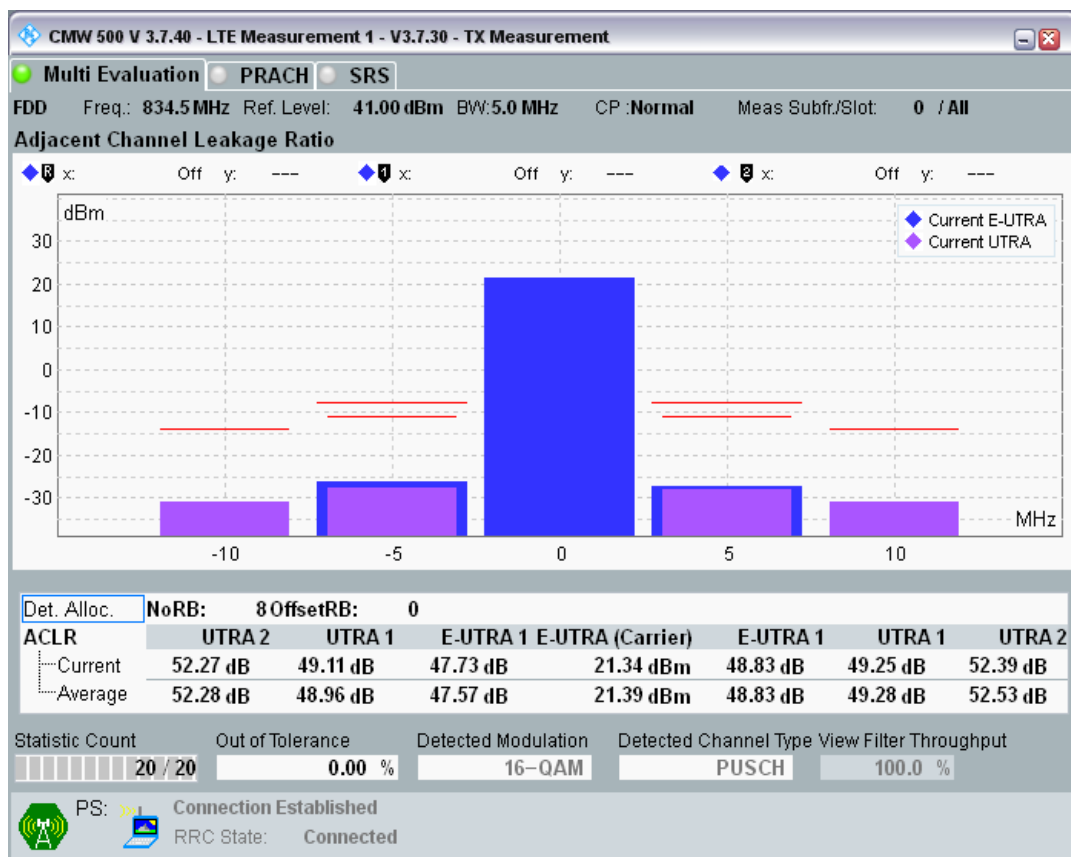 CMW 500 V 3.7.40 - LTE Measurement 1 - V3.7.30 - TX Measurement
Multi Evaluation PRACH SRS
FDD Freq.: 834.5 MHz Ref. Level: 41.00 dBm BW:5.0 MHz CP :Normal Meas Subfr./Slot: 0 / All
Adjacent Channel Leakage Ratio
R x: Off y: --- 1 x: Off y: --- 2 x: Off y: ---
dBm
Current E-UTRA
Current UTRA
30
20
10
0
-10
-20
-30
MHz
-10 -5 0 5 10
Det. Alloc. NoRB: 8 OffsetRB: 0
ACLR UTRA 2 UTRA 1 E-UTRA 1 E-UTRA (Carrier) E-UTRA 1 UTRA 1 UTRA 2
Current 52.27 dB 49.11 dB 47.73 dB 21.34 dBm 48.83 dB 49.25 dB 52.39 dB
Average 52.28 dB 48.96 dB 47.57 dB 21.39 dBm 48.83 dB 49.28 dB 52.53 dB
Statistic Count Out of Tolerance Detected Modulation Detected Channel Type View Filter Throughput
20 / 20 0.00 % 16-QAM PUSCH 100.0 %
PS: Connection Established
RRC State: Connected